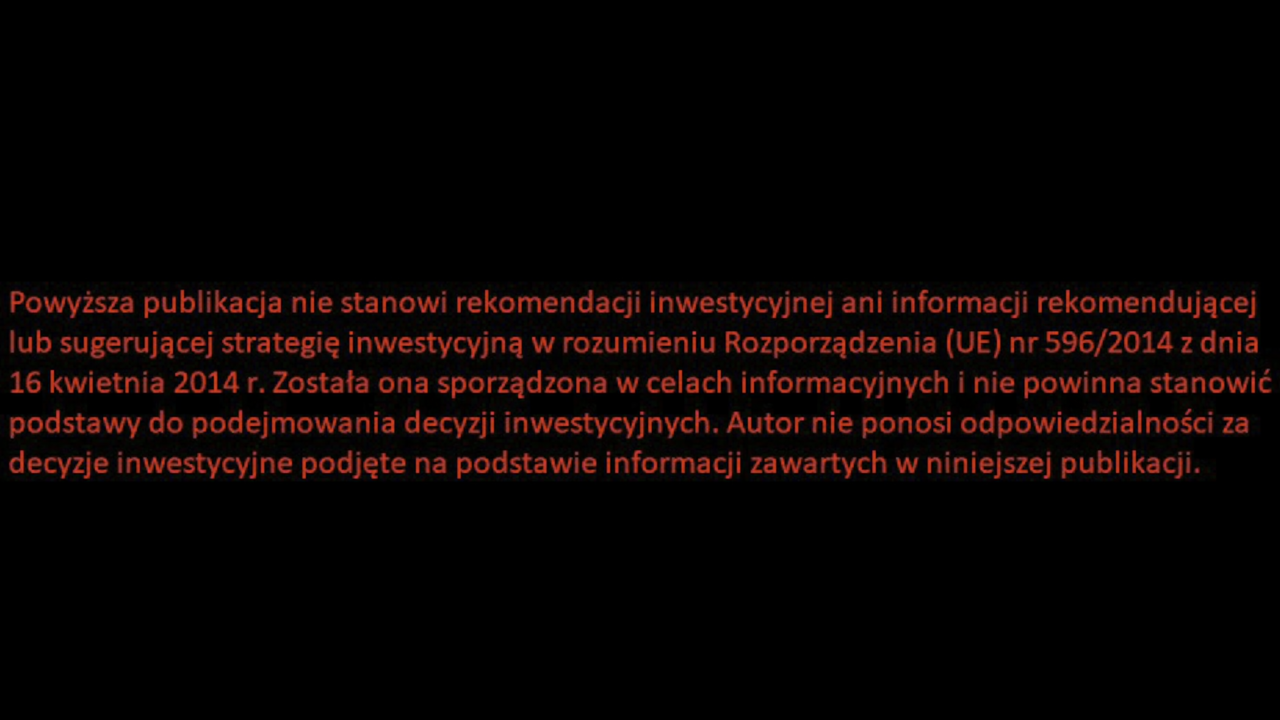 Powyższa publikacja nie stanowi rekomendacji inwestycyjnej ani informacji rekomendującej
lub sugerującej strategię inwestycyjną w rozumieniu Rozporządzenia (UE) nr 596/2014 z dnia
16 kwietnia 2014 r. Została ona sporządzona w celach informacyjnych i nie powinna stanowić
podstawy do podejmowania decyzji inwestycyjnych. Autor nie ponosi odpowiedzialności za
decyzje inwestycyjne podjęte na podstawie informacji zawartych w niniejszej publikacji.